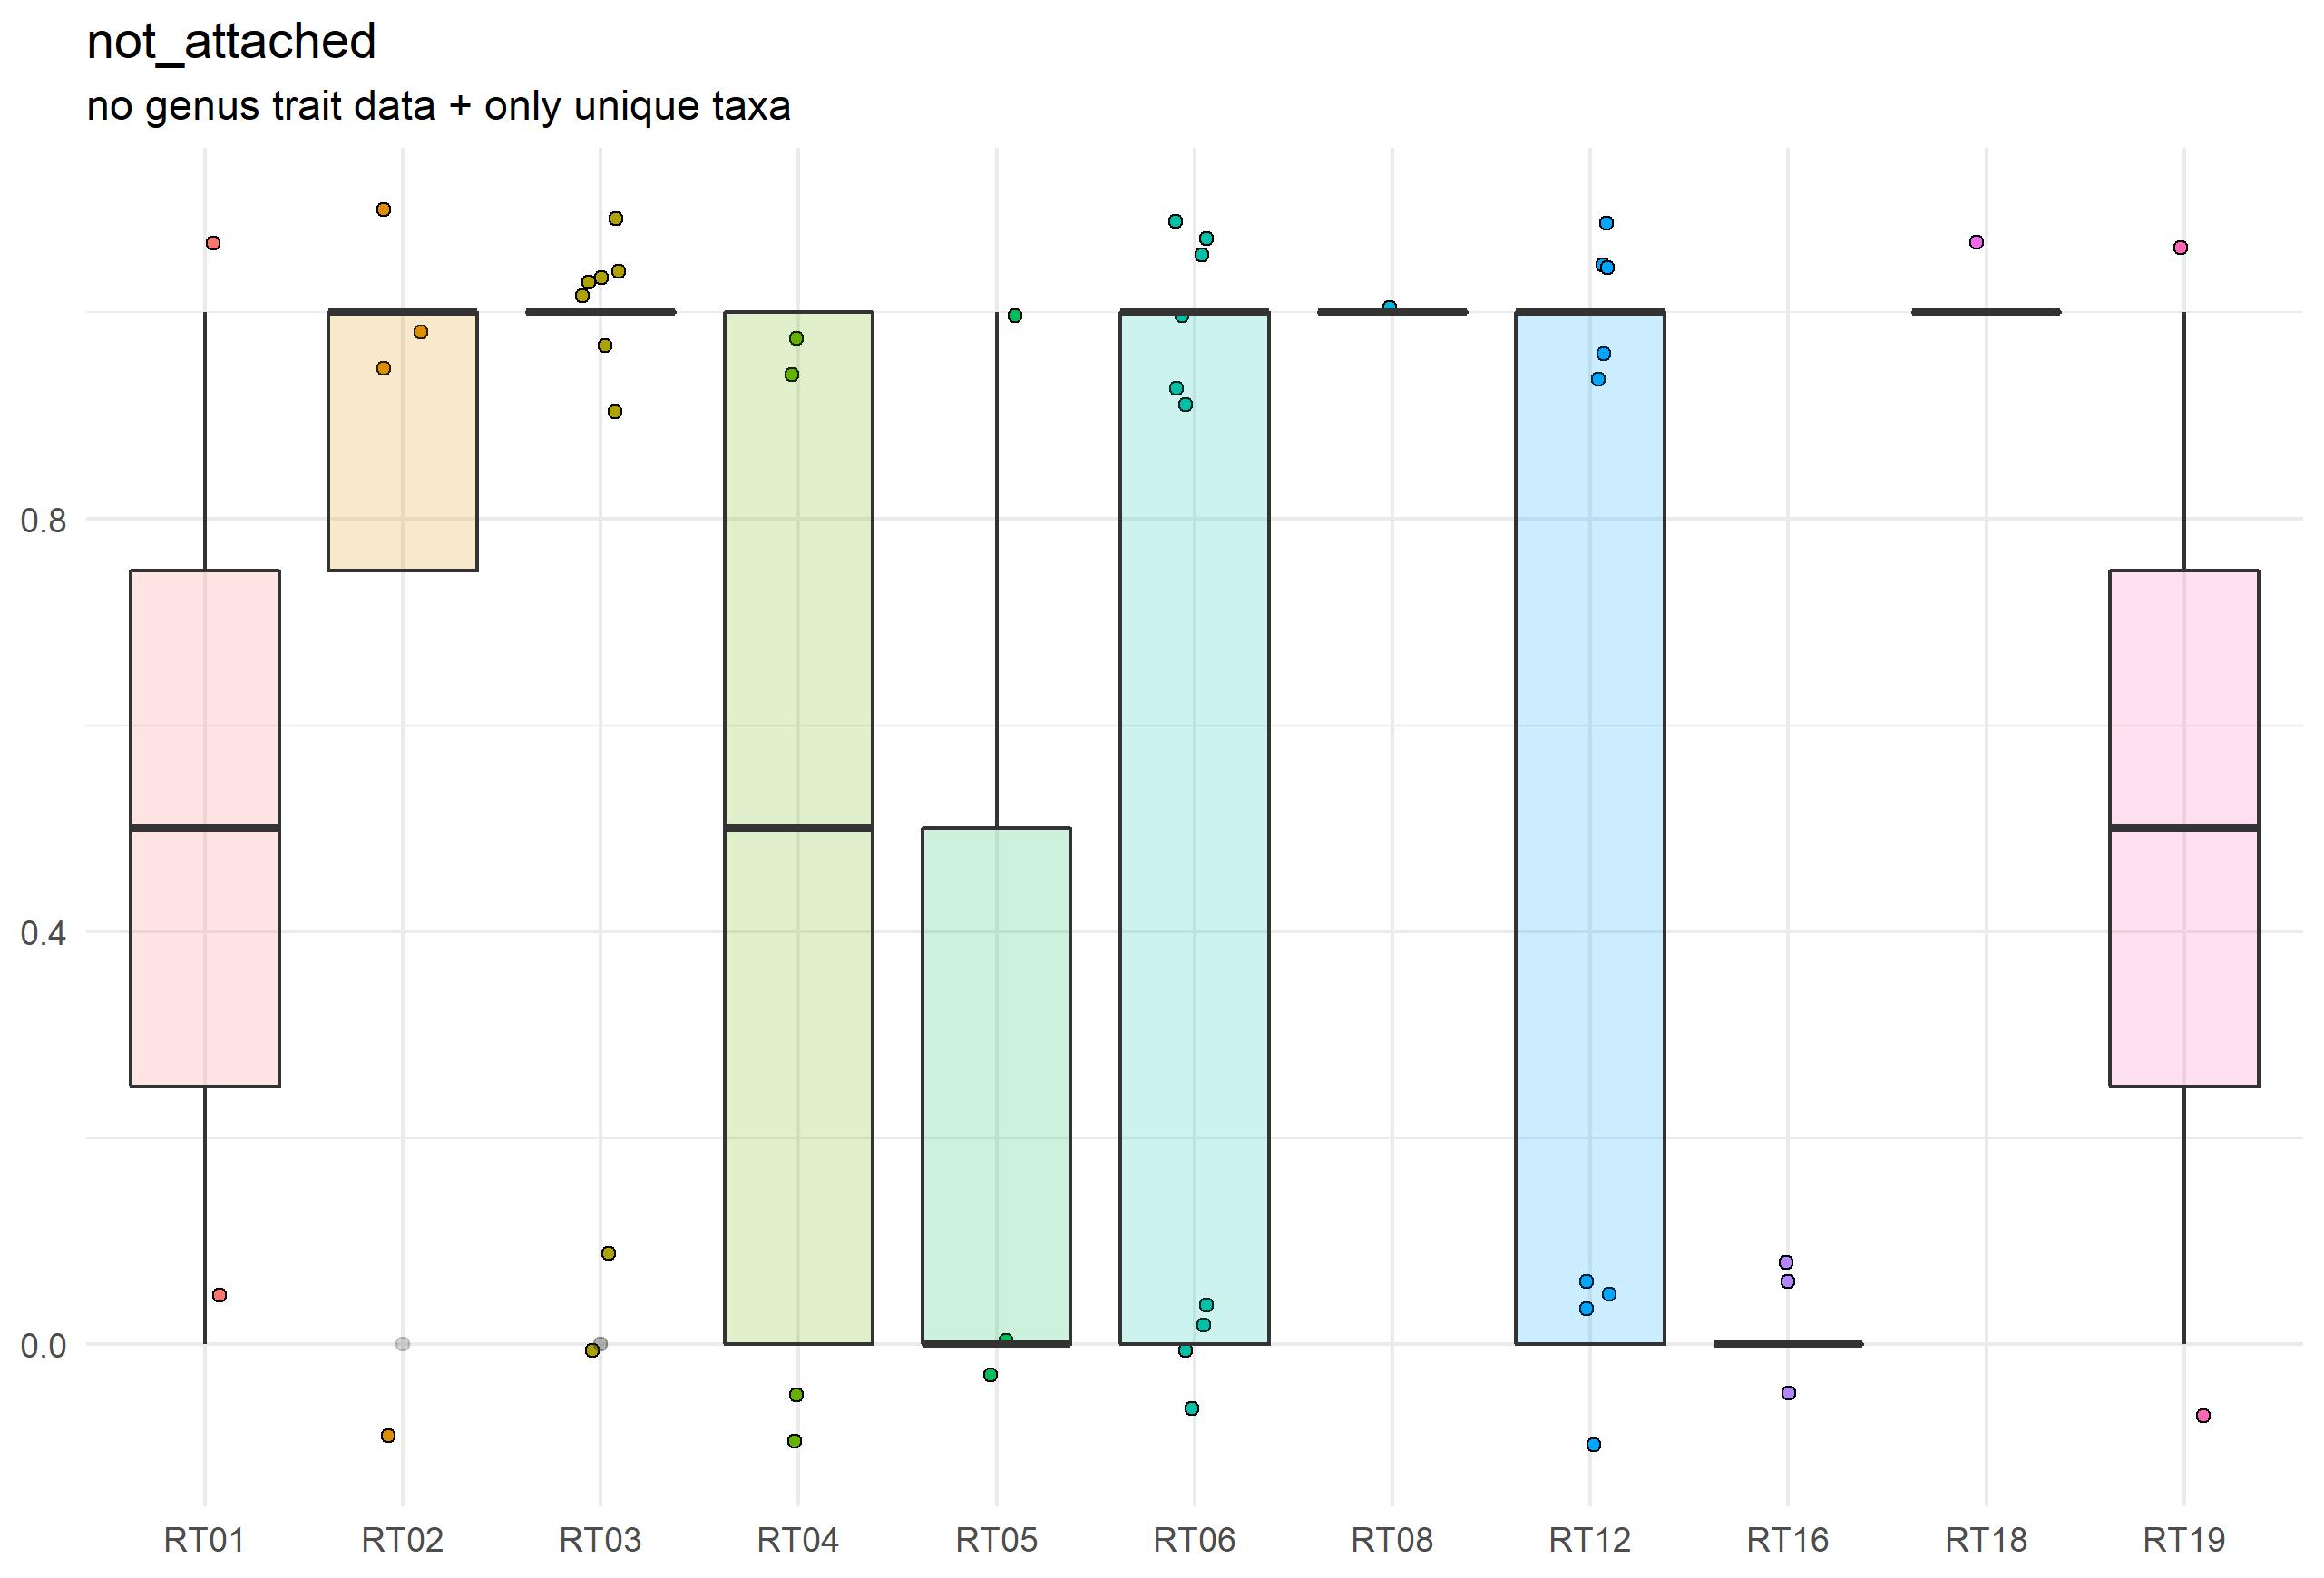 not_attached
no genus trait data + only unique taxa
0.8
0.4
0.0
RT01 RT02 RT03 RT04 RT05 RT06 RT08 RT12 RT16 RT18 RT19